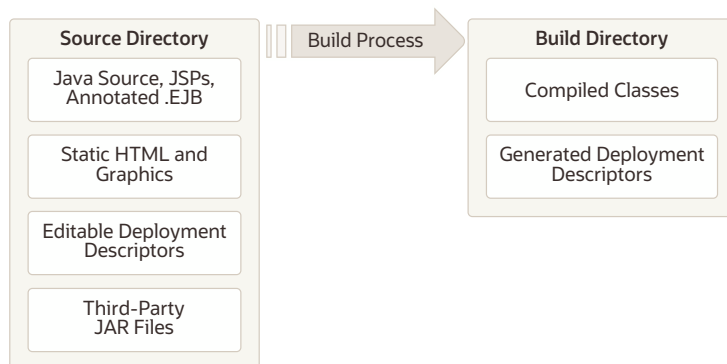 Source Directory
Java Source, JSPs,
Annotated .EJB
Static HTML and
Graphics
Editable Deployment
Descriptors
Third-Party
JAR Files
Build Process
Build Directory
Compiled Classes
Generated Deployment
Descriptors